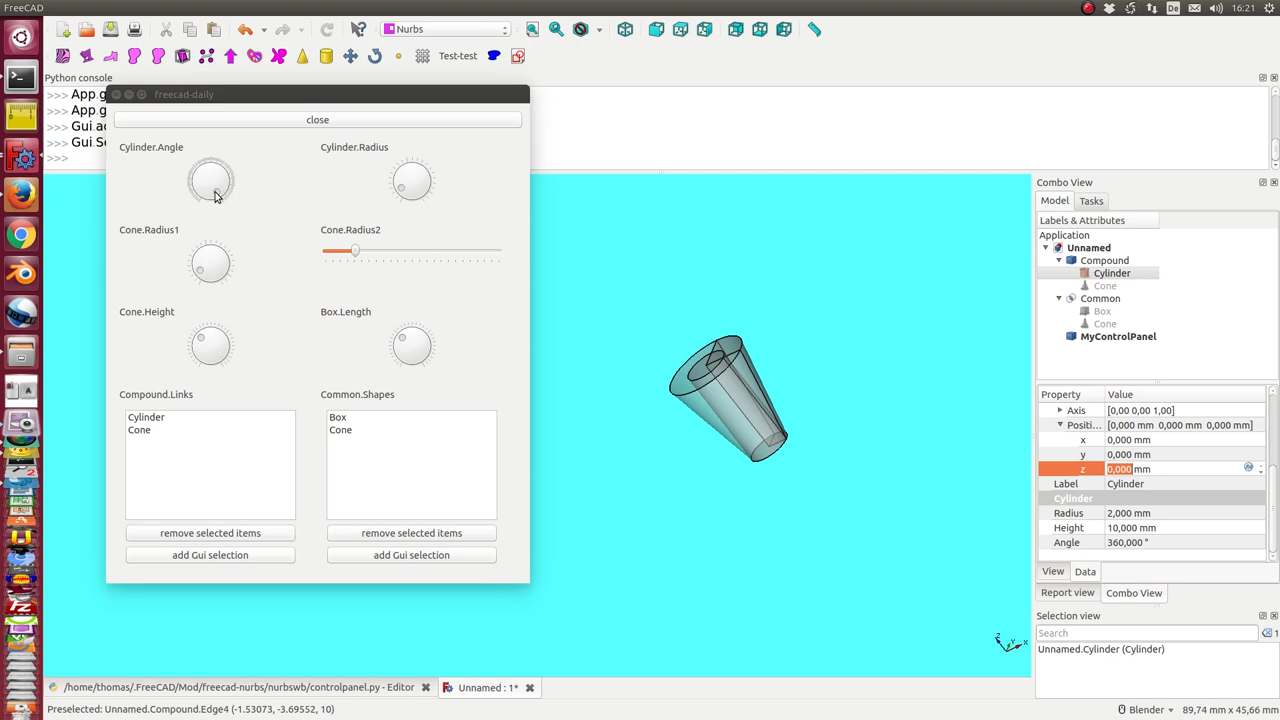 FreeCAD
De
16:21
Nurbs
Test-test
Python console
>>> App.g
>>> App.g
>>> Gui.ac
>>> Gui.Se
>>>
freecad-daily
close
Cylinder.Angle
Cylinder.Radius
Cone.Radius1
Cone.Radius2
Cone.Height
Box.Length
Compound.Links
Common.Shapes
Cylinder
Cone
Box
Cone
remove selected items
remove selected items
add Gui selection
add Gui selection
Combo View
Model
Tasks
Labels & Attributes
Application
Unnamed
Compound
Cylinder
Cone
Common
Box
Cone
MyControlPanel
Property
Value
Axis
[0,00 0,00 1,00]
Positi...
[0,000 mm 0,000 mm 0,000 mm]
x
0,000 mm
y
0,000 mm
z
0,000 mm
Label
Cylinder
Cylinder
Radius
2,000 mm
Height
10,000 mm
Angle
360,000 °
View
Data
Report view
Combo View
Selection view
Search
1
Unnamed.Cylinder (Cylinder)
Z
Y
X
/home/thomas/.FreeCAD/Mod/freecad-nurbs/nurbswb/controlpanel.py - Editor
Unnamed : 1*
Preselected: Unnamed.Compound.Edge4 (-1.53073, -3.69552, 10)
Blender
89,74 mm x 45,66 mm